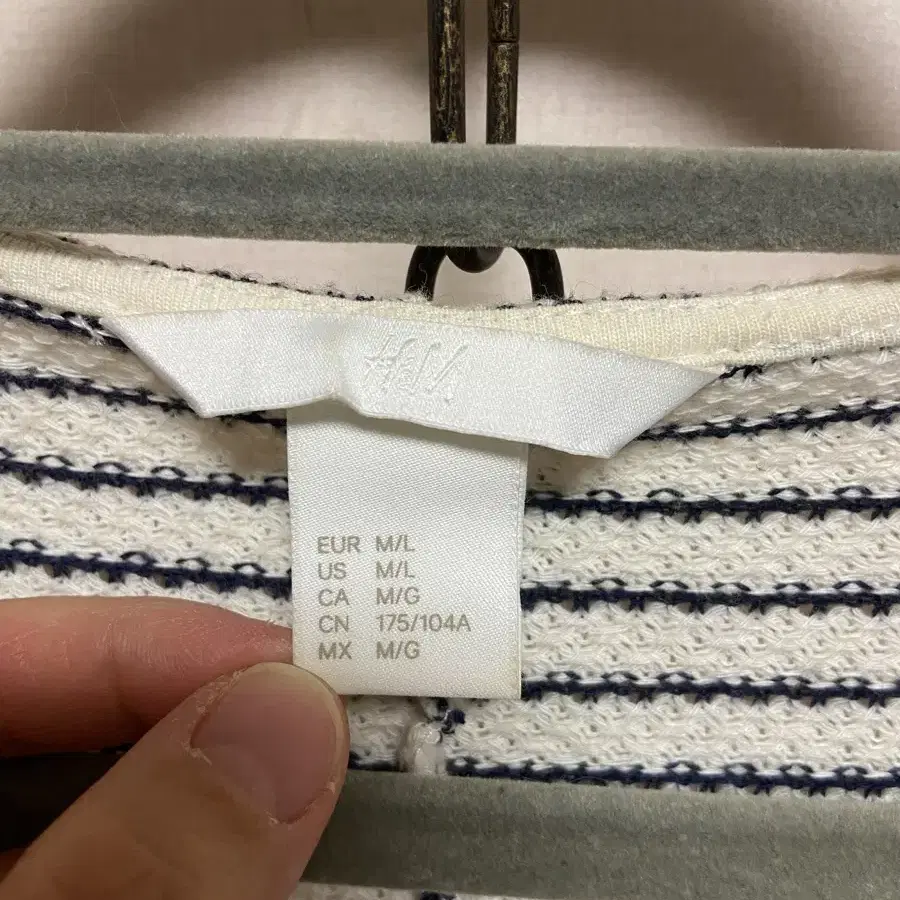 H&M
EUR M/L
US M/L
CA M/G
CN 175/104A
MX M/G